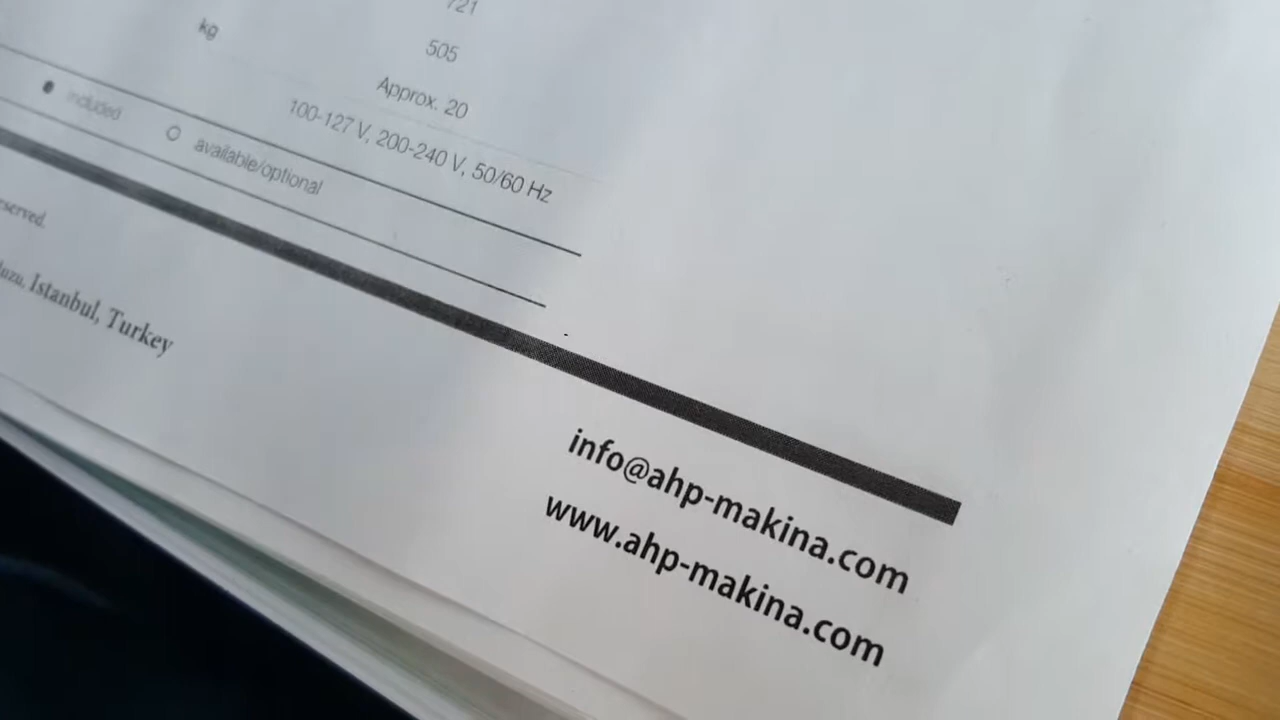 721
kg
505
Approx. 20
100-127 V, 200-240 V, 50/60 Hz
included available/optional
Istanbul, Turkey
info@ahp-makina.com
www.ahp-makina.com